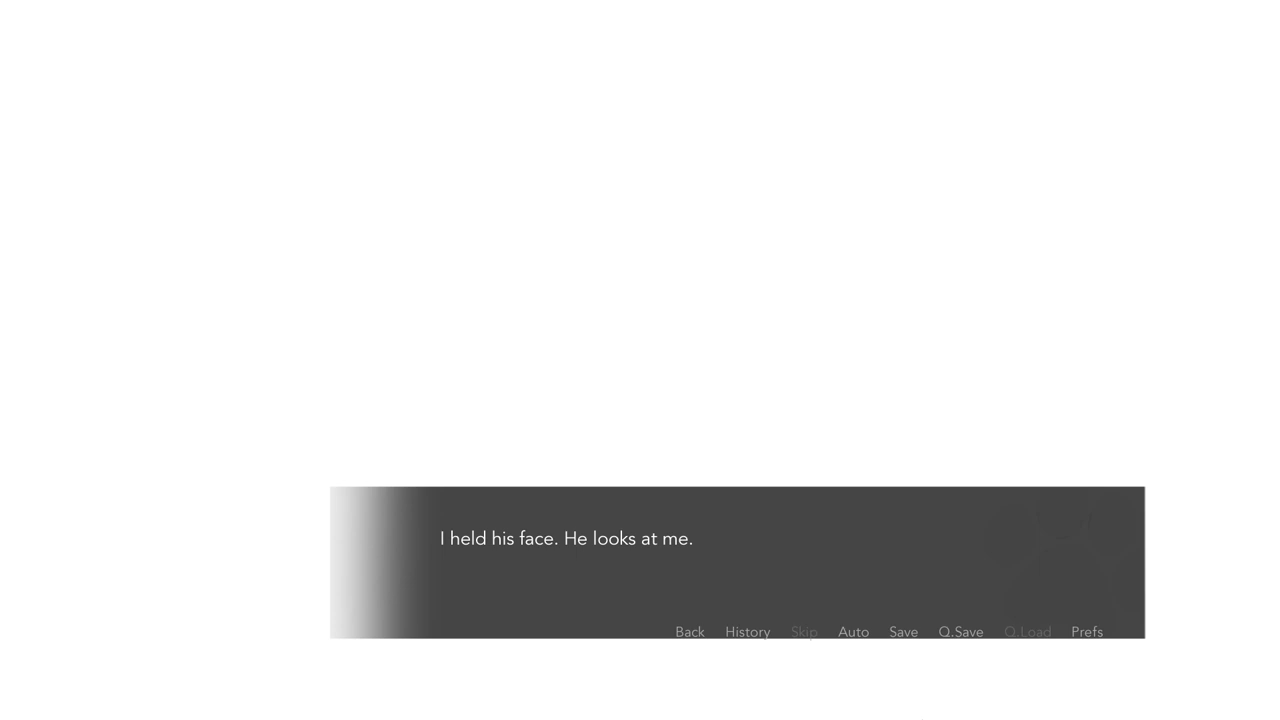 I held his face. He looks at me.
Back History Skip Auto Save Q.Save Q.Load Prefs